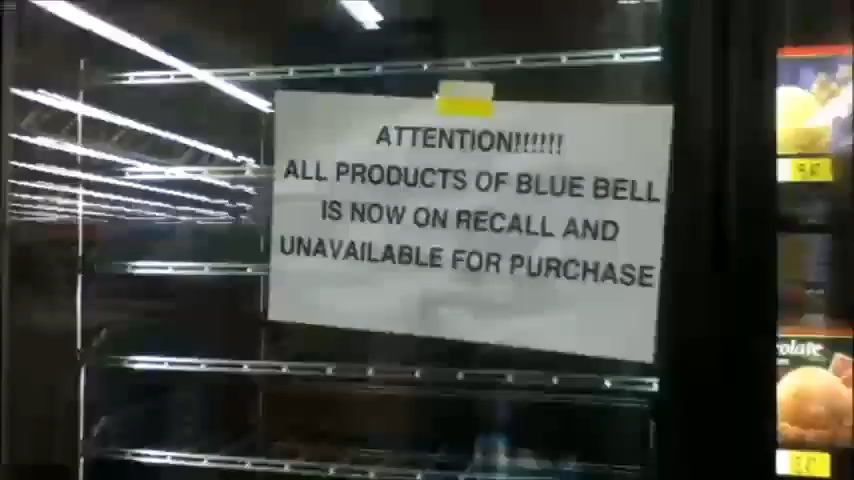 ATTENTION!!!!!!
ALL PRODUCTS OF BLUE BELL
IS NOW ON RECALL AND
UNAVAILABLE FOR PURCHASE